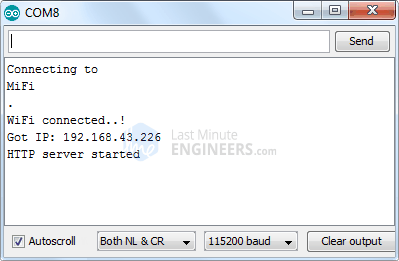 COM8
Send
Connecting to
MiFi
.
WiFi connected..!
Got IP: 192.168.43.226
HTTP server started
Last Minute
ENGINEERS.com
Autoscroll
Both NL & CR
115200 baud
Clear output